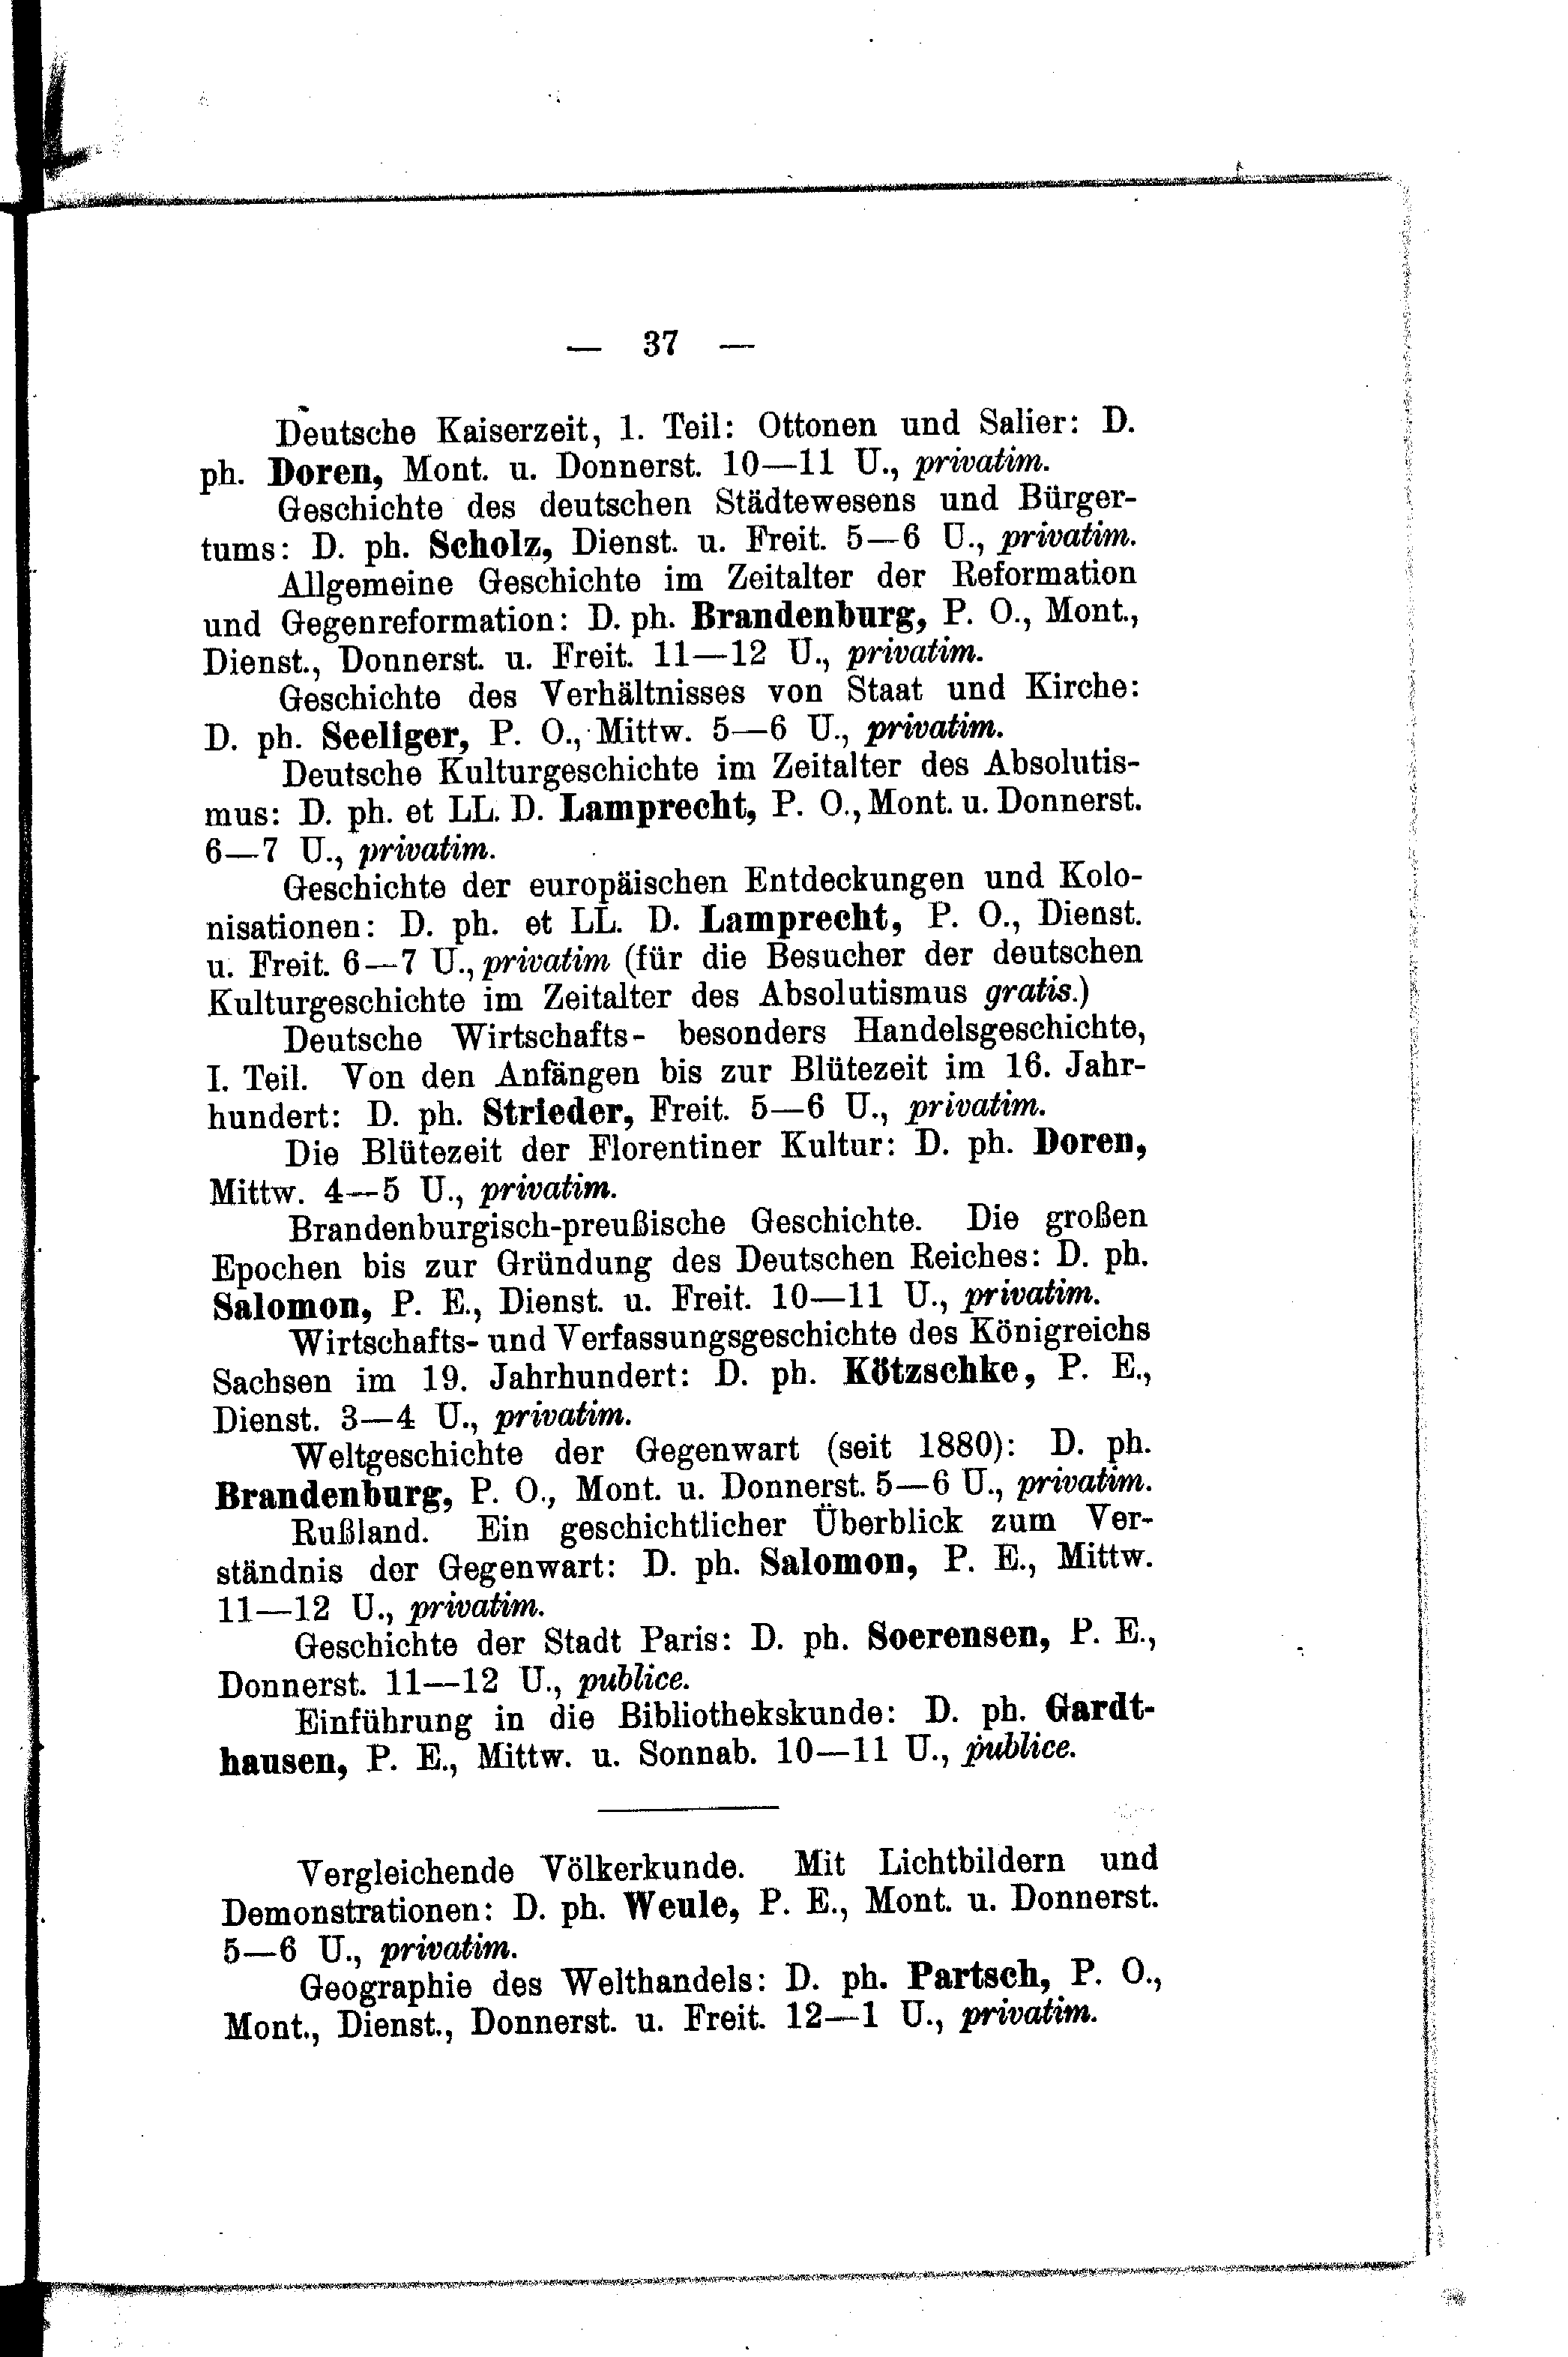 — 37 —
Deutsche Kaiserzeit, 1. Teil: Ottonen und Salier: D.
ph. Doren, Mont. u. Donnerst. 10—11 U., privatim.
Geschichte des deutschen Städtewesens und Bürger-
tums: D. ph. Scholz, Dienst. u. Freit. 5—6 U., privatim.
Allgemeine Geschichte im Zeitalter der Reformation
und Gegenreformation: D. ph. Brandenburg, P. O., Mont.,
Dienst., Donnerst. u. Freit. 11—12 U., privatim.
Geschichte des Verhältnisses von Staat und Kirche:
D. ph. Seeliger, P. O., Mittw. 5—6 U., privatim.
Deutsche Kulturgeschichte im Zeitalter des Absolutis-
mus: D. ph. et LL. D. Lamprecht, P. O., Mont. u. Donnerst.
6—7 U., privatim.
Geschichte der europäischen Entdeckungen und Kolo-
nisationen: D. ph. et LL. D. Lamprecht, P. O., Dienst.
u. Freit. 6—7 U., privatim (für die Besucher der deutschen
Kulturgeschichte im Zeitalter des Absolutismus gratis.)
Deutsche Wirtschafts- besonders Handelsgeschichte,
I. Teil. Von den Anfängen bis zur Blütezeit im 16. Jahr-
hundert: D. ph. Strieder, Freit. 5—6 U., privatim.
Die Blütezeit der Florentiner Kultur: D. ph. Doren,
Mittw. 4—5 U., privatim.
Brandenburgisch-preußische Geschichte. Die großen
Epochen bis zur Gründung des Deutschen Reiches: D. ph.
Salomon, P. E., Dienst. u. Freit. 10—11 U., privatim.
Wirtschafts- und Verfassungsgeschichte des Königreichs
Sachsen im 19. Jahrhundert: D. ph. Kötzschke, P. E.,
Dienst. 3—4 U., privatim.
Weltgeschichte der Gegenwart (seit 1880): D. ph.
Brandenburg, P. O., Mont. u. Donnerst. 5—6 U., privatim.
Rußland. Ein geschichtlicher Überblick zum Ver-
ständnis der Gegenwart: D. ph. Salomon, P. E., Mittw.
11—12 U., privatim.
Geschichte der Stadt Paris: D. ph. Soerensen, P. E.,
Donnerst. 11—12 U., publice.
Einführung in die Bibliothekskunde: D. ph. Gardt-
hausen, P. E., Mittw. u. Sonnab. 10—11 U., publice.
Vergleichende Völkerkunde. Mit Lichtbildern und
Demonstrationen: D. ph. Weule, P. E., Mont. u. Donnerst.
5—6 U., privatim.
Geographie des Welthandels: D. ph. Partsch, P. O.,
Mont., Dienst., Donnerst. u. Freit. 12—1 U., privatim.